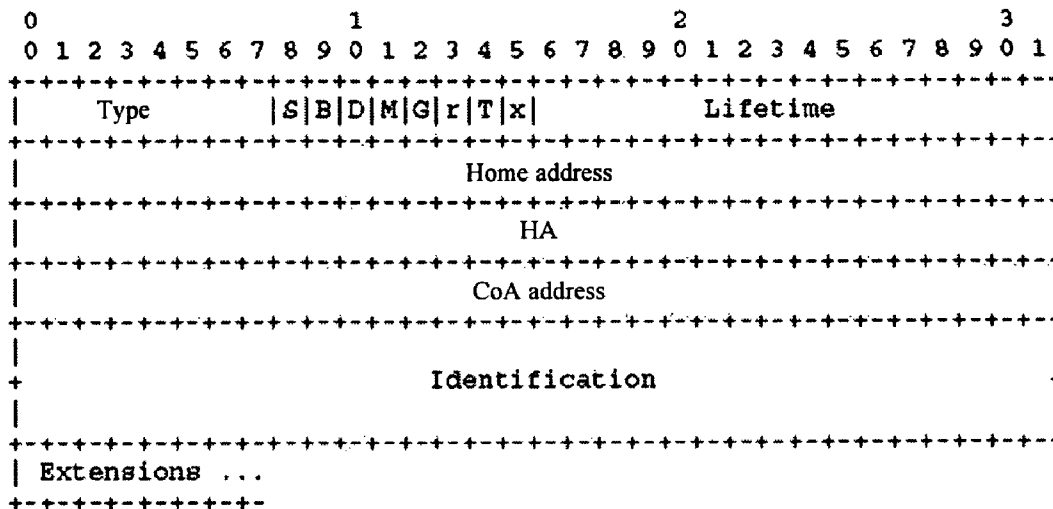 0 1 2 3
0 1 2 3 4 5 6 7 8 9 0 1 2 3 4 5 6 7 8 9 0 1 2 3 4 5 6 7 8 9 0 1
+-+-+-+-+-+-+-+-+-+-+-+-+-+-+-+-+-+-+-+-+-+-+-+-+-+-+-+-+-+-+-+-+
| Type |S|B|D|M|G|r|T|x| Lifetime
+-+-+-+-+-+-+-+-+-+-+-+-+-+-+-+-+-+-+-+-+-+-+-+-+-+-+-+-+-+-+-+-+
| Home address
+-+-+-+-+-+-+-+-+-+-+-+-+-+-+-+-+-+-+-+-+-+-+-+-+-+-+-+-+-+-+-+-+
| HA
+-+-+-+-+-+-+-+-+-+-+-+-+-+-+-+-+-+-+-+-+-+-+-+-+-+-+-+-+-+-+-+-+
| CoA address
+-+-+-+-+-+-+-+-+-+-+-+-+-+-+-+-+-+-+-+-+-+-+-+-+-+-+-+-+-+-+-+-+
|
+ Identification
|
+-+-+-+-+-+-+-+-+-+-+-+-+-+-+-+-+-+-+-+-+-+-+-+-+-+-+-+-+-+-+-+-+
| Extensions ...
+-+-+-+-+-+-+-+-